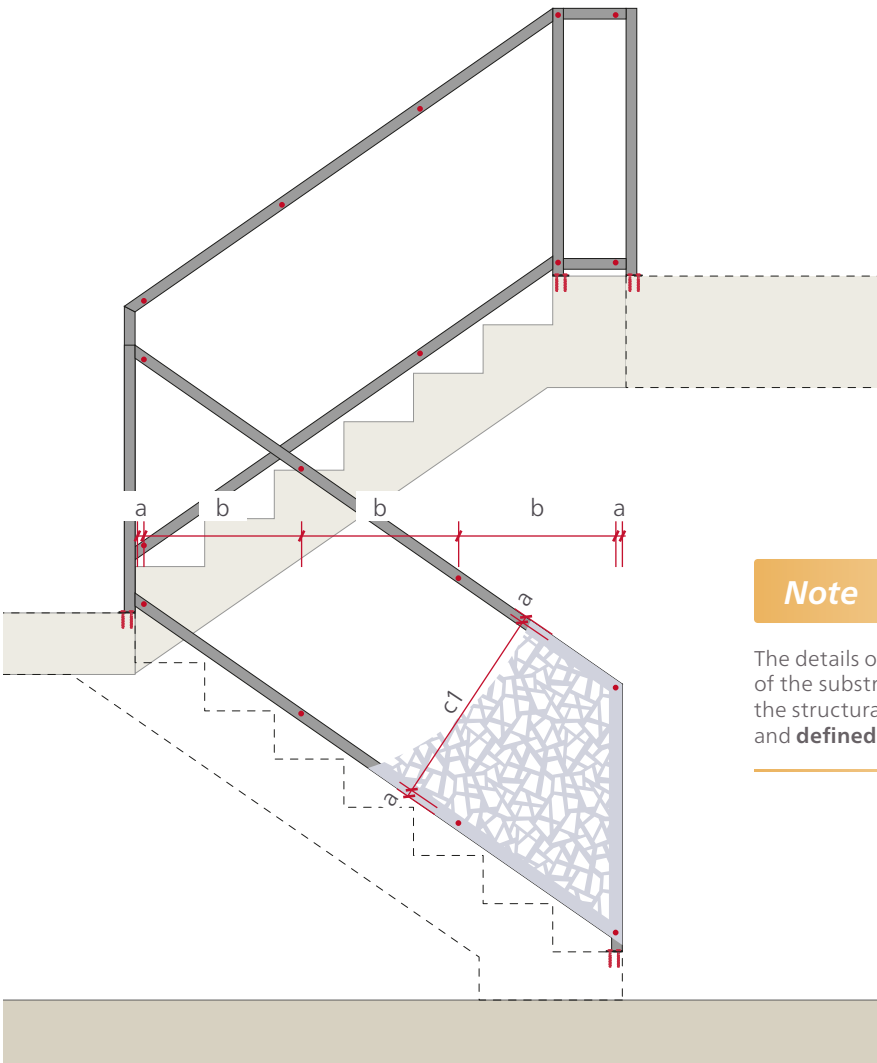 a b b b a
a
c1
a
Note
The details o
of the substr
the structura
and defined